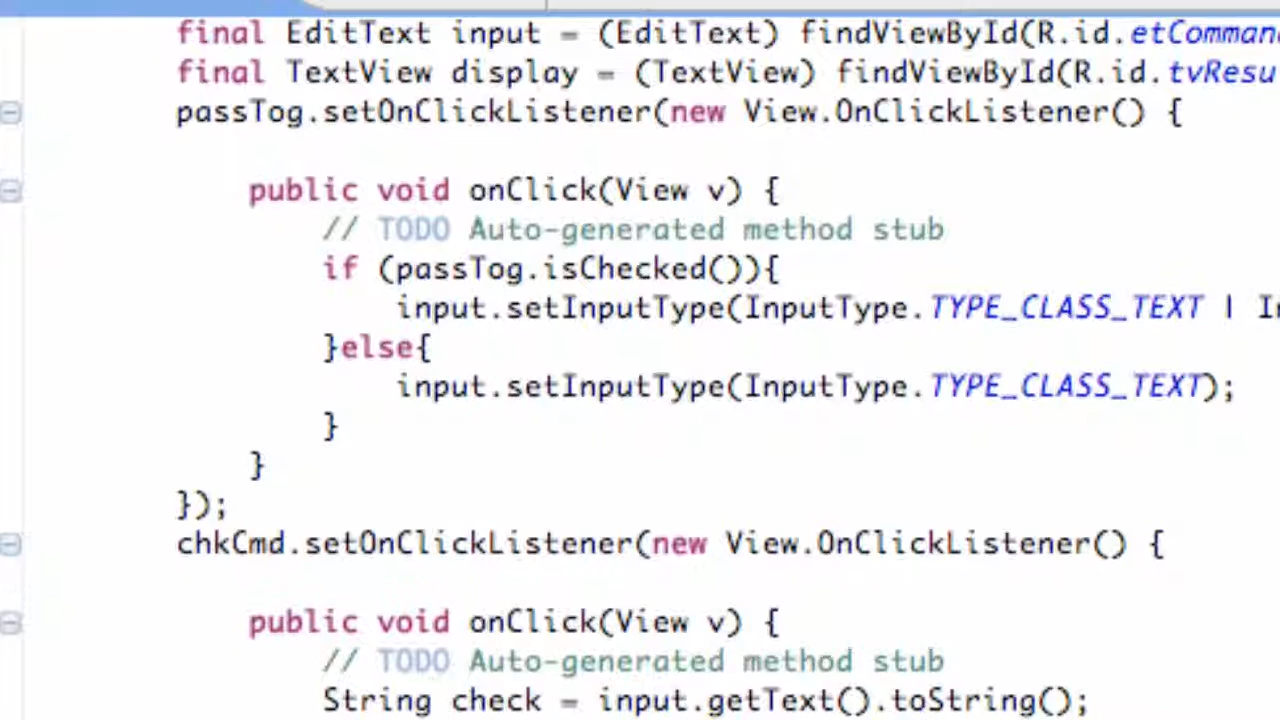 final EditText input = (EditText) findViewById(R.id.etComman
final TextView display = (TextView) findViewById(R.id.tvResu
passTog.setOnClickListener(new View.OnClickListener() {
public void onClick(View v) {
// TODO Auto-generated method stub
if (passTog.isChecked()){
input.setInputType(InputType.TYPE_CLASS_TEXT | In
}else{
input.setInputType(InputType.TYPE_CLASS_TEXT);
}
}
});
chkCmd.setOnClickListener(new View.OnClickListener() {
public void onClick(View v) {
// TODO Auto-generated method stub
String check = input.getText().toString();